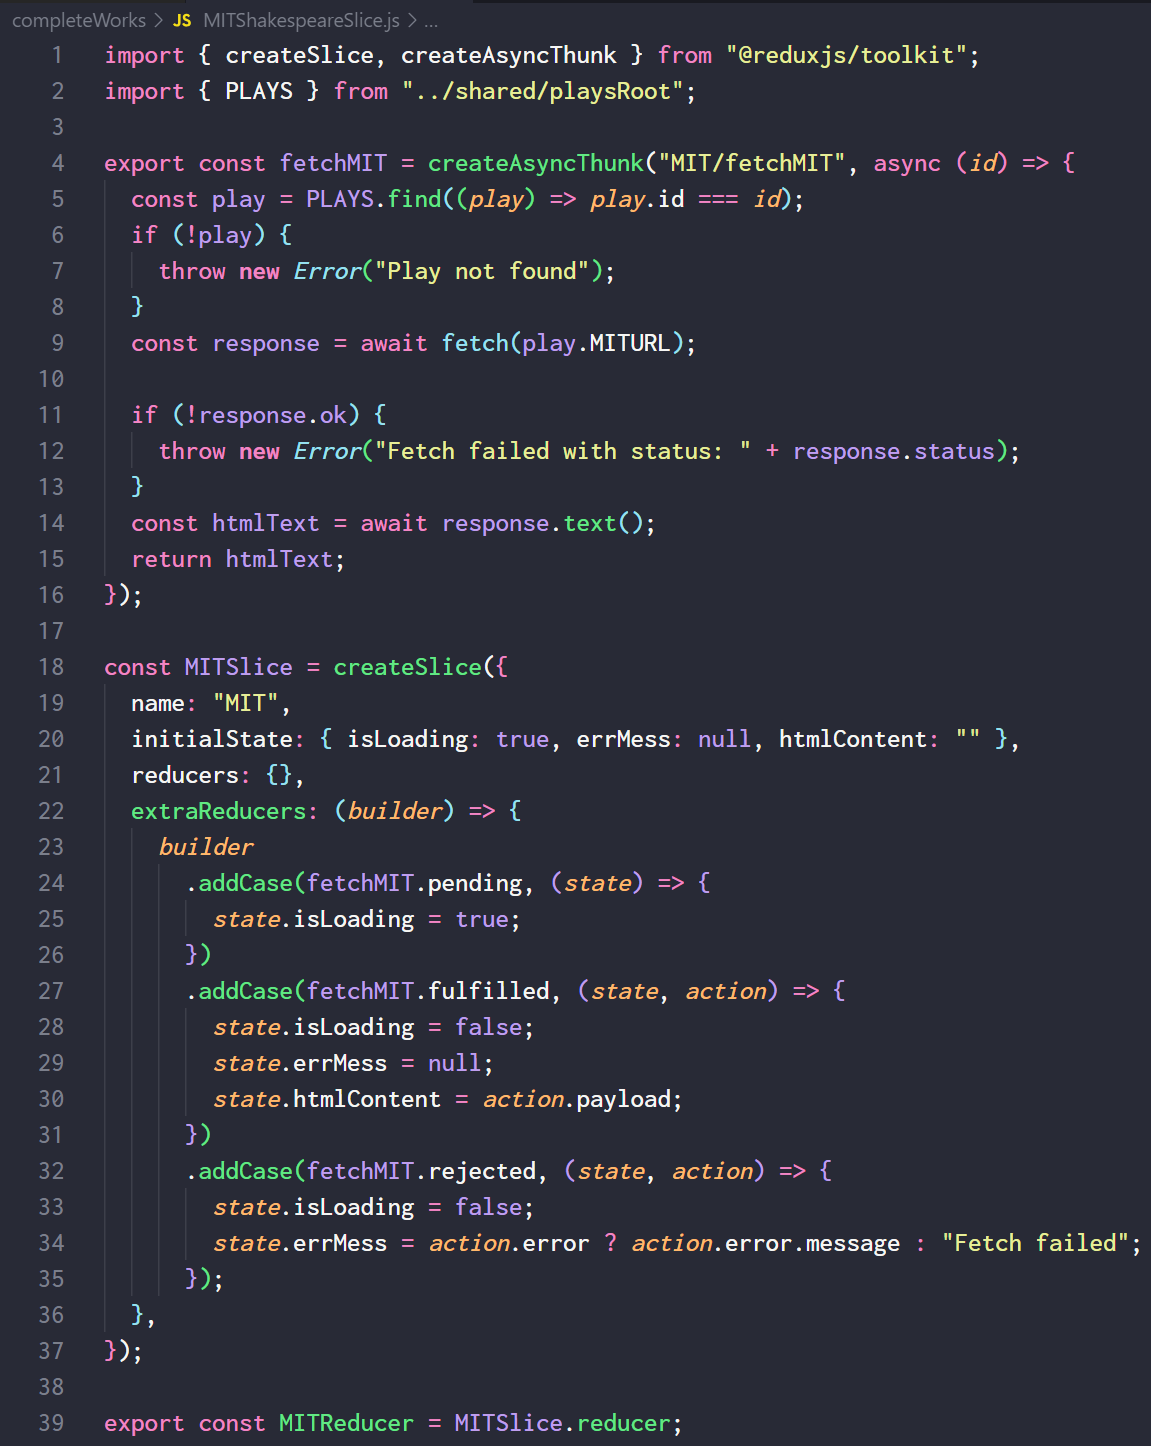 completeWorks > JS MITShakespeareSlice.js > ...
1 import { createSlice, createAsyncThunk } from "@reduxjs/toolkit";
2 import { PLAYS } from "../shared/playsRoot";
3
4 export const fetchMIT = createAsyncThunk("MIT/fetchMIT", async (id) => {
5   const play = PLAYS.find((play) => play.id === id);
6   if (!play) {
7     throw new Error("Play not found");
8   }
9   const response = await fetch(play.MITURL);
10
11   if (!response.ok) {
12     throw new Error("Fetch failed with status: " + response.status);
13   }
14   const htmlText = await response.text();
15   return htmlText;
16 });
17
18 const MITSlice = createSlice({
19   name: "MIT",
20   initialState: { isLoading: true, errMess: null, htmlContent: "" },
21   reducers: {},
22   extraReducers: (builder) => {
23     builder
24       .addCase(fetchMIT.pending, (state) => {
25         state.isLoading = true;
26       })
27       .addCase(fetchMIT.fulfilled, (state, action) => {
28         state.isLoading = false;
29         state.errMess = null;
30         state.htmlContent = action.payload;
31       })
32       .addCase(fetchMIT.rejected, (state, action) => {
33         state.isLoading = false;
34         state.errMess = action.error ? action.error.message : "Fetch failed";
35       });
36   },
37 });
38
39 export const MITReducer = MITSlice.reducer;